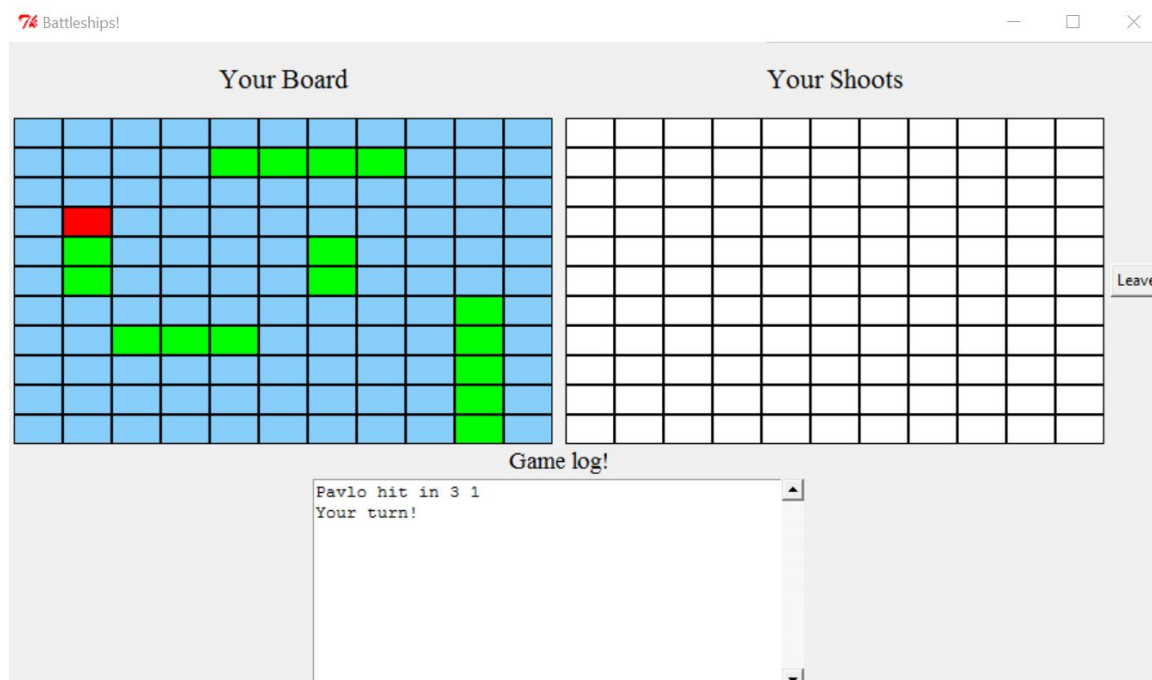 Battleships!
Your Board
Your Shoots
Leave
Game log!
Pavlo hit in 3 1
Your turn!